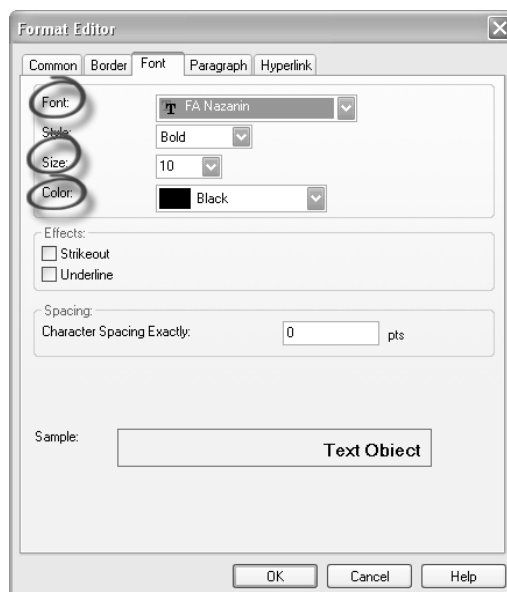 Format Editor
Common Border Font Paragraph Hyperlink
Font: FA Nazanin
Style: Bold
Size: 10
Color: Black
Effects:
Strikeout
Underline
Spacing:
Character Spacing Exactly: 0 pts
Sample: Text Obiect
OK Cancel Help